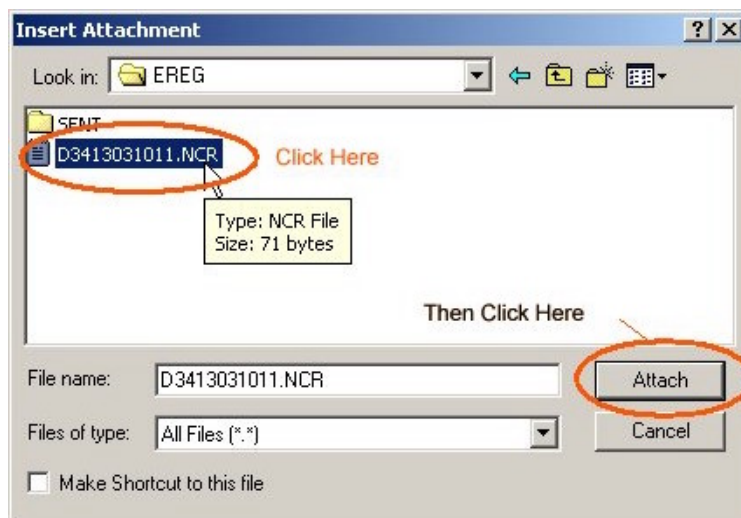 Insert Attachment
Look in: EREG
SENT
D3413031011.NCR Click Here
Type: NCR File
Size: 71 bytes
Then Click Here
File name: D3413031011.NCR Attach
Files of type: All Files (*.*) Cancel
Make Shortcut to this file